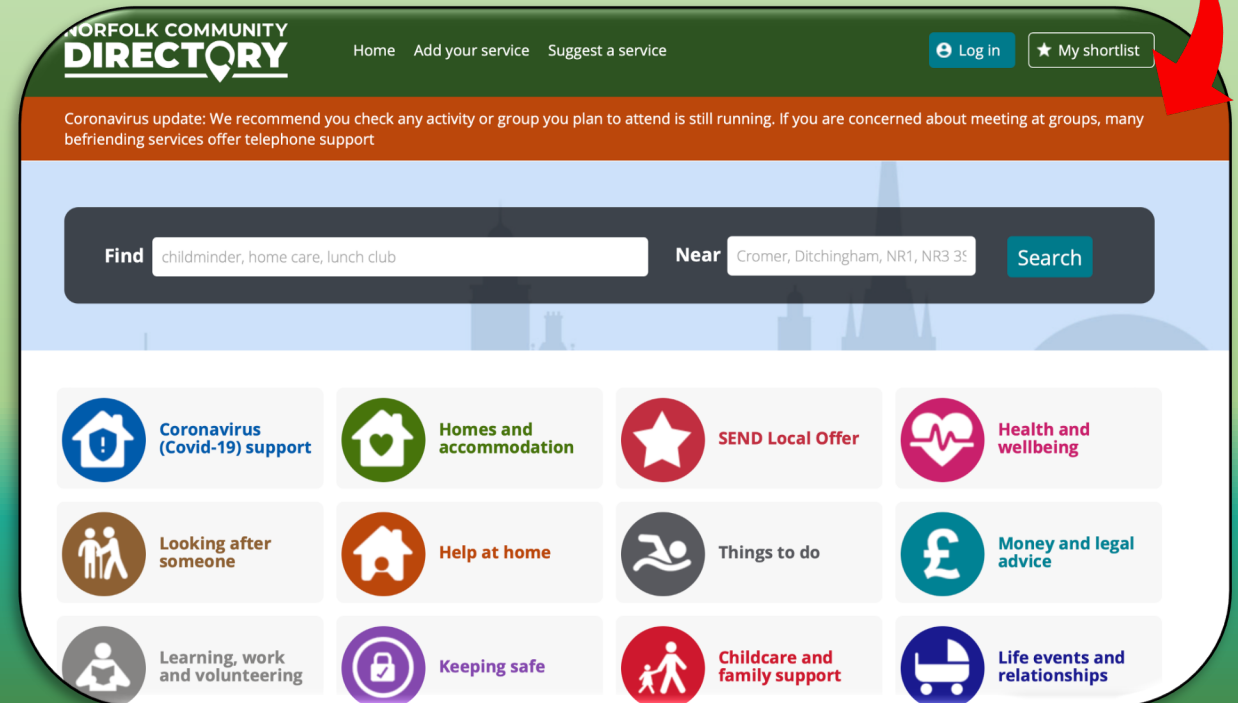 NORFOLK COMMUNITY
DIRECTORY
Home Add your service Suggest a service
Log in
My shortlist
Coronavirus update: We recommend you check any activity or group you plan to attend is still running. If you are concerned about meeting at groups, many
befriending services offer telephone support
Find childminder, home care, lunch club
Near Cromer, Ditchingham, NR1, NR3 3S
Search
Coronavirus
(Covid-19) support
Homes and
accommodation
SEND Local Offer
Health and
wellbeing
Looking after
someone
Help at home
Things to do
£
Money and legal
advice
Learning, work
and volunteering
Keeping safe
Childcare and
family support
Life events and
relationships